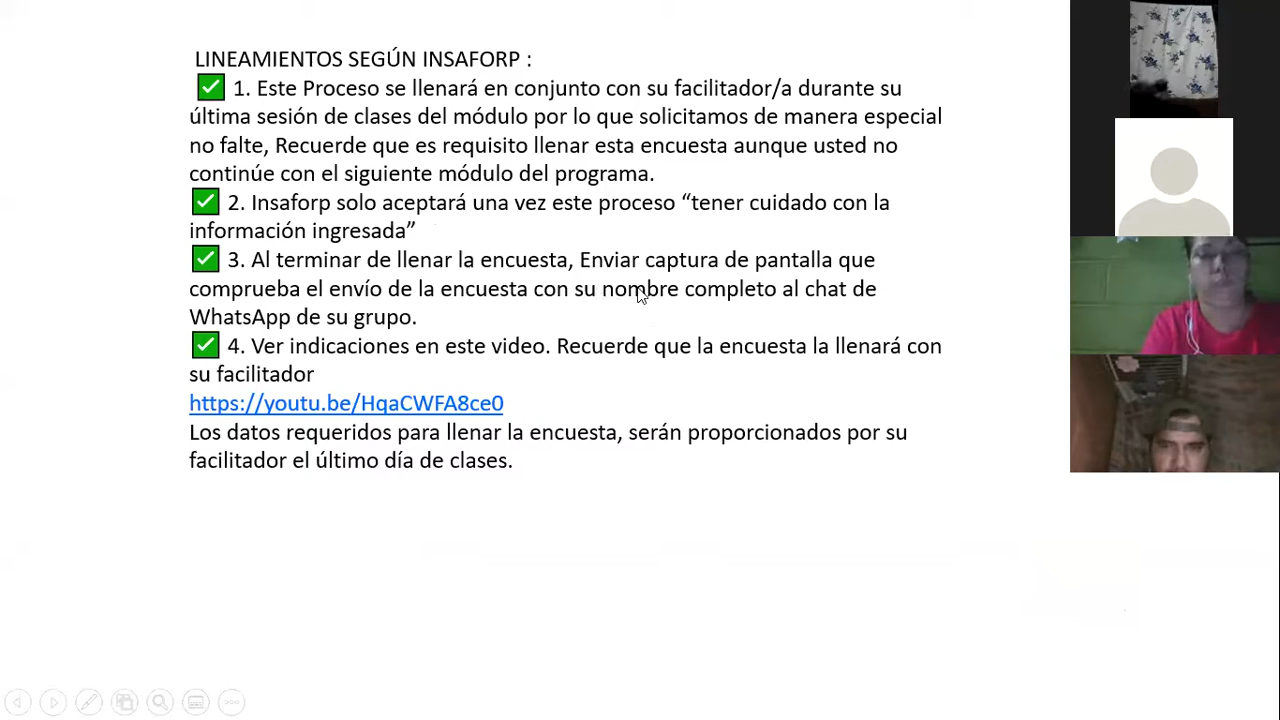 LINEAMIENTOS SEGÚN INSAFORP :
✅ 1. Este Proceso se llenará en conjunto con su facilitador/a durante su
última sesión de clases del módulo por lo que solicitamos de manera especial
no falte, Recuerde que es requisito llenar esta encuesta aunque usted no
continúe con el siguiente módulo del programa.
✅ 2. Insaforp solo aceptará una vez este proceso “tener cuidado con la
información ingresada”
✅ 3. Al terminar de llenar la encuesta, Enviar captura de pantalla que
comprueba el envío de la encuesta con su nombre completo al chat de
WhatsApp de su grupo.
✅ 4. Ver indicaciones en este video. Recuerde que la encuesta la llenará con
su facilitador
https://youtu.be/HqaCWFA8ce0
Los datos requeridos para llenar la encuesta, serán proporcionados por su
facilitador el último día de clases.